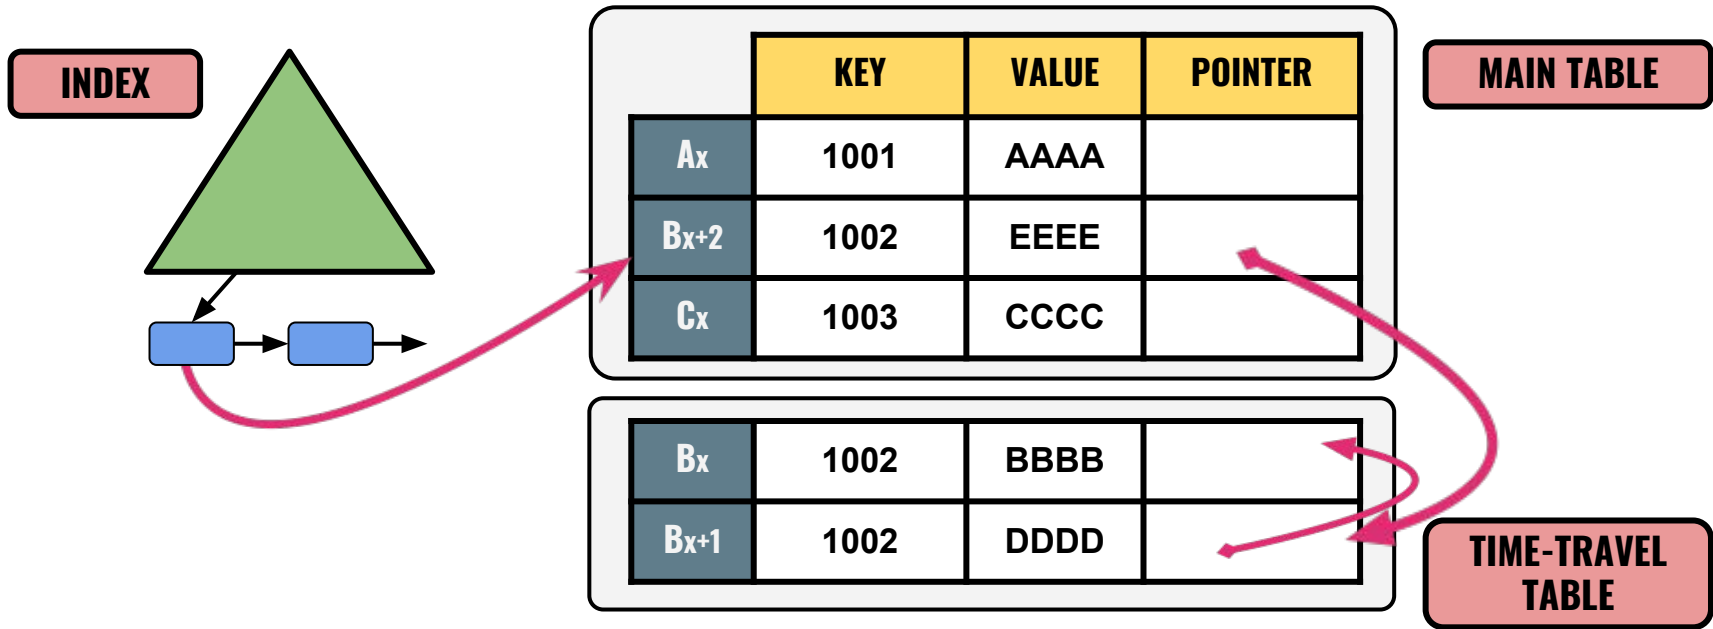 INDEX
KEY VALUE POINTER
MAIN TABLE
Ax 1001 AAAA
Bx+2 1002 EEEE
Cx 1003 CCCC
Bx 1002 BBBB
Bx+1 1002 DDDD
TIME-TRAVEL
TABLE